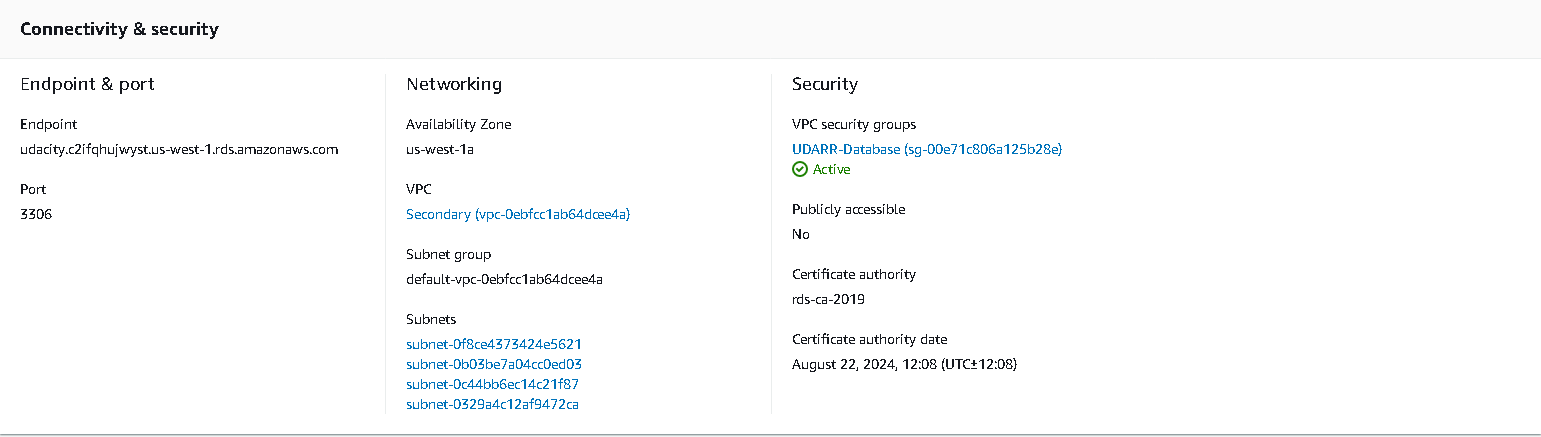 Connectivity & security
Endpoint & port
Endpoint
udacity.c2ifqhujwyst.us-west-1.rds.amazonaws.com
Port
3306
Networking
Availability Zone
us-west-1a
VPC
Secondary (vpc-0ebfcc1ab64dcee4a)
Subnet group
default-vpc-0ebfcc1ab64dcee4a
Subnets
subnet-0f8ce4373424e5621
subnet-0b03be7a04cc0ed03
subnet-0c44bb6ec14c21f87
subnet-0329a4c12af9472ca
Security
VPC security groups
UDARR-Database (sg-00e71c806a125b28e)
Active
Publicly accessible
No
Certificate authority
rds-ca-2019
Certificate authority date
August 22, 2024, 12:08 (UTC±12:08)